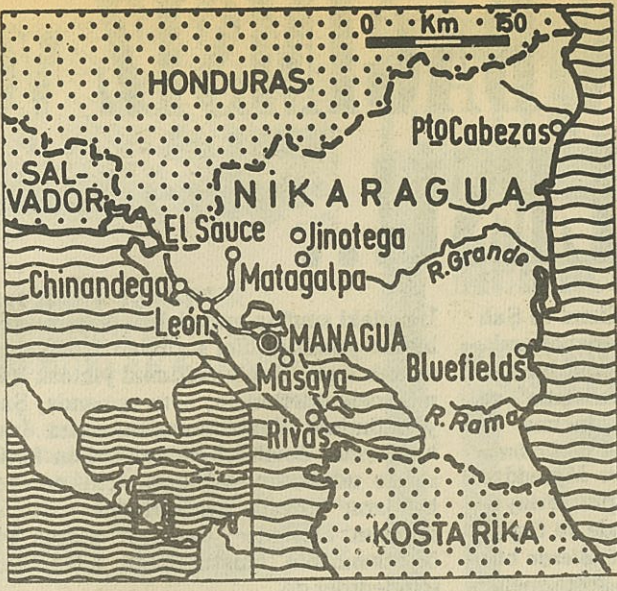 0 Km 50
HONDURAS
Pto Cabezas
SAL-
VADOR
NIKARAGUA
El Sauce
Jinotega
R. Grande
Chinandega
Matagalpa
León
MANAGUA
Masaya
Bluefields
R. Rama
Rivas
KOSTA RIKA